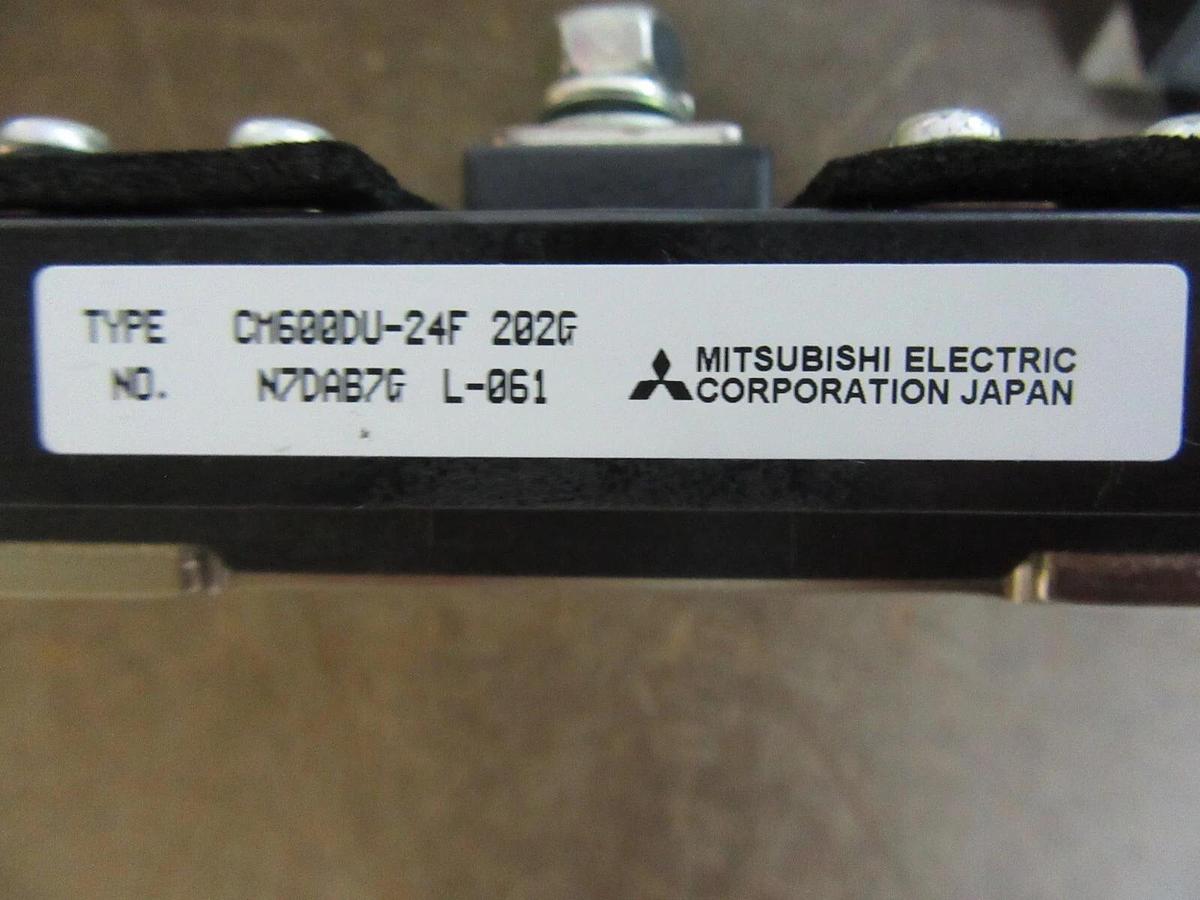 TYPE CM600DU-24F 202G
NO. N7DAB7G L-061
MITSUBISHI ELECTRIC
CORPORATION JAPAN